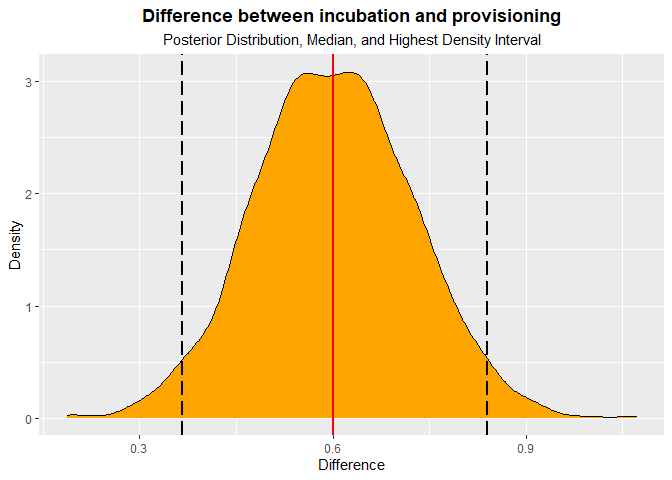 Difference between incubation and provisioning
Posterior Distribution, Median, and Highest Density Interval
3
2
1
0
Density
0.3 0.6 0.9
Difference